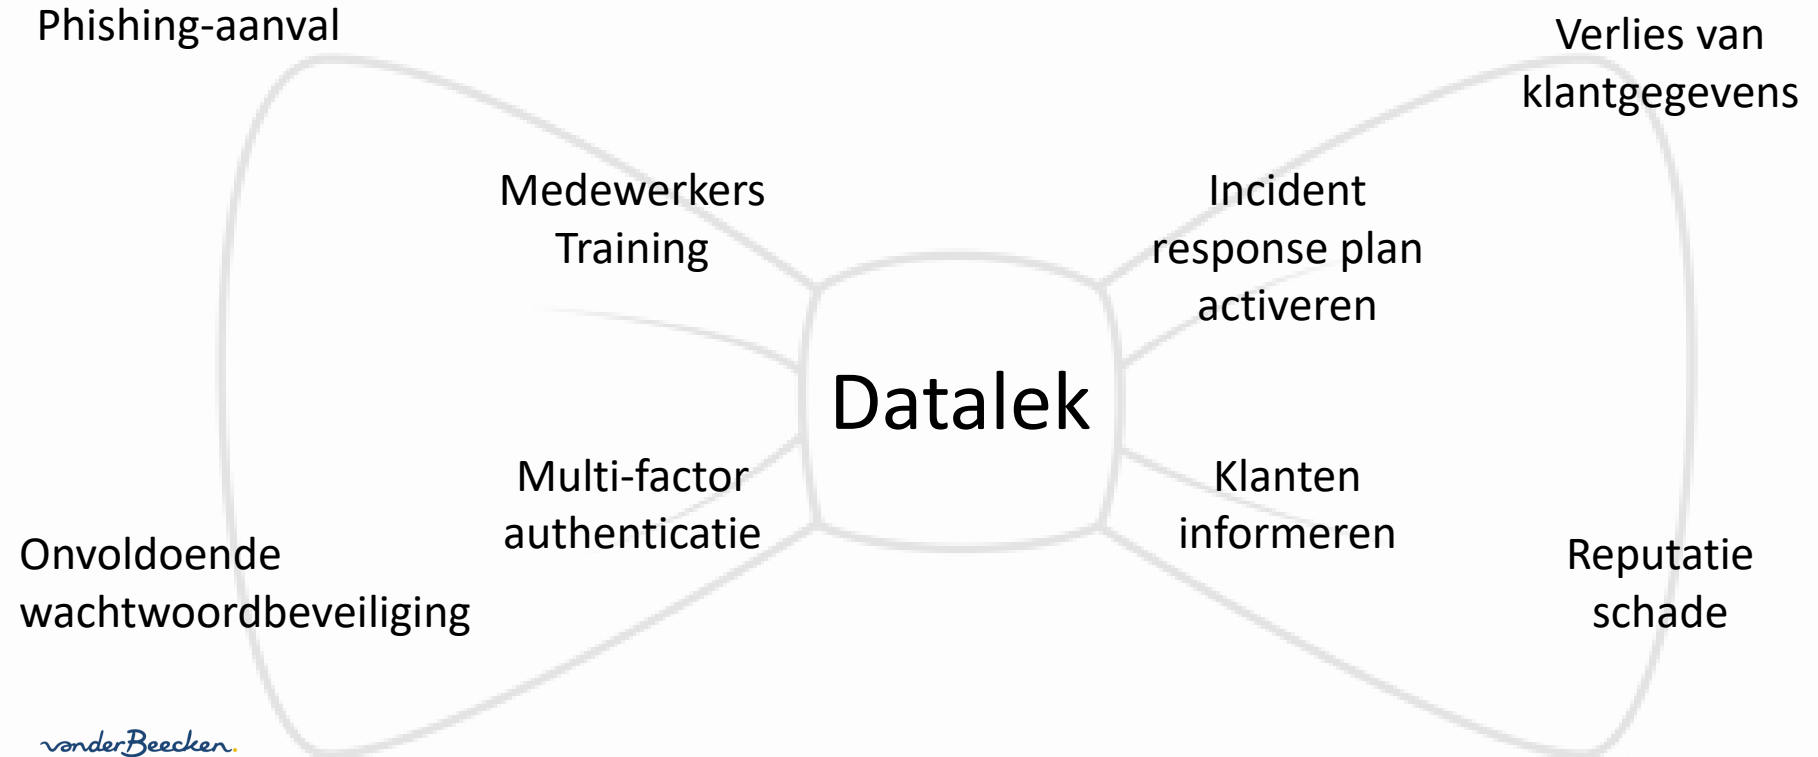 Phishing-aanval
Verlies van
klantgegevens
Medewerkers
Training
Incident
response plan
activeren
Datalek
Multi-factor
authenticatie
Klanten
informeren
Onvoldoende
wachtwoordbeveiliging
Reputatie
schade
vanderBeecken.